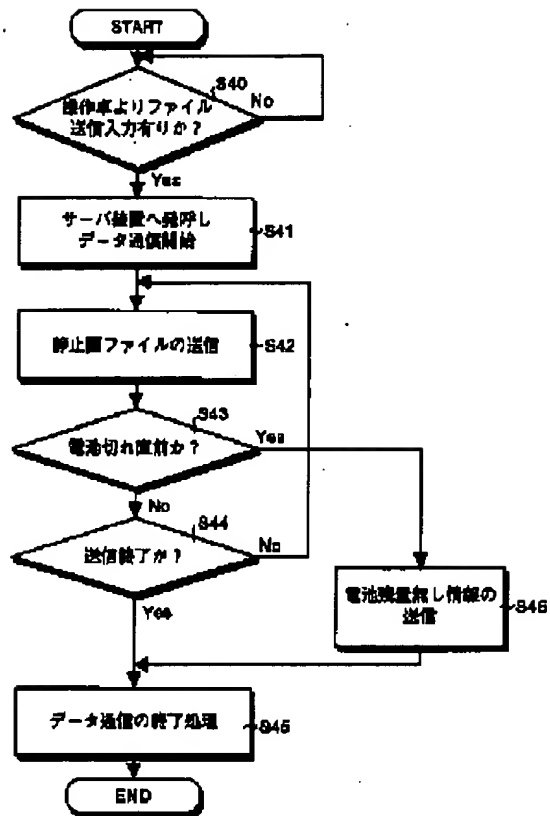 START
S40
操作卓よりファイル
No
送信入力有りか？
Yes
サーバ装置へ発呼し
データ通信開始
S41
静止画ファイルの送信
S42
S43
電池切れ直前か？
Yes
No
S44
送信終了か？
No
Yes
電池残量無し情報の
送信
S46
データ通信の終了処理
S45
END